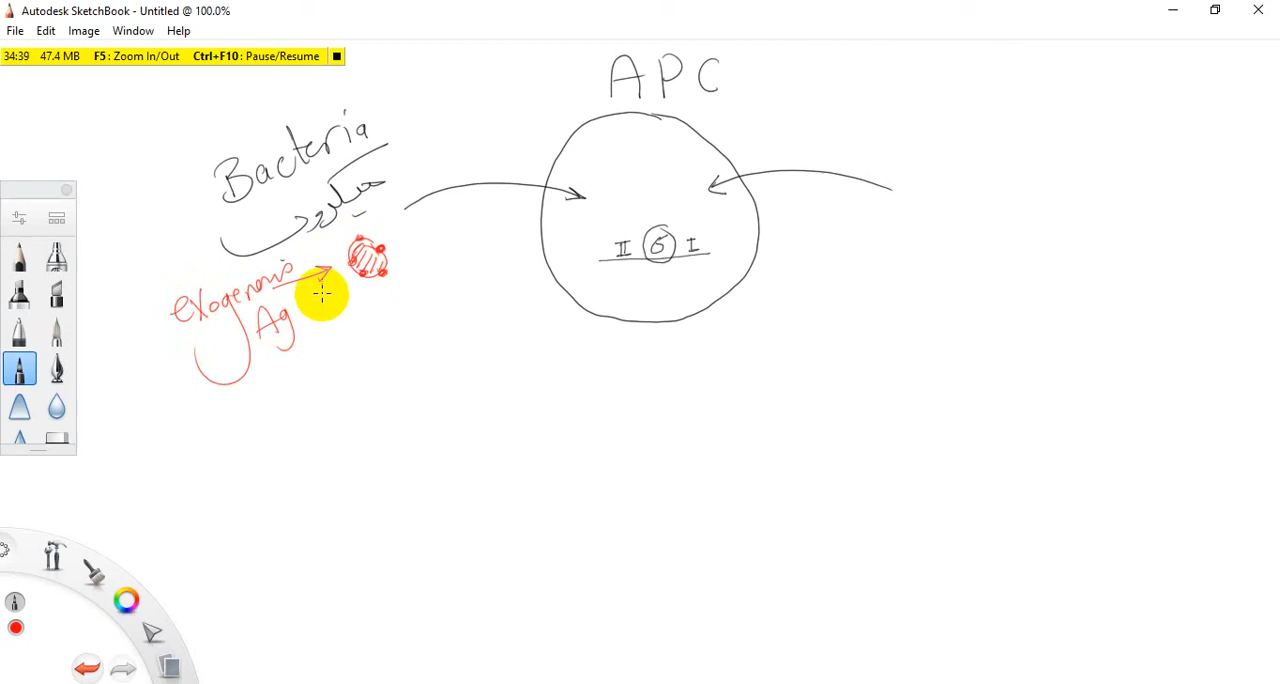 Autodesk SketchBook - Untitled @ 100.0%
File Edit Image Window Help
34:39 47.4 MB F5: Zoom In/Out Ctrl+F10: Pause/Resume
APC
Bacteria
II 6 I
exogenous
Ag